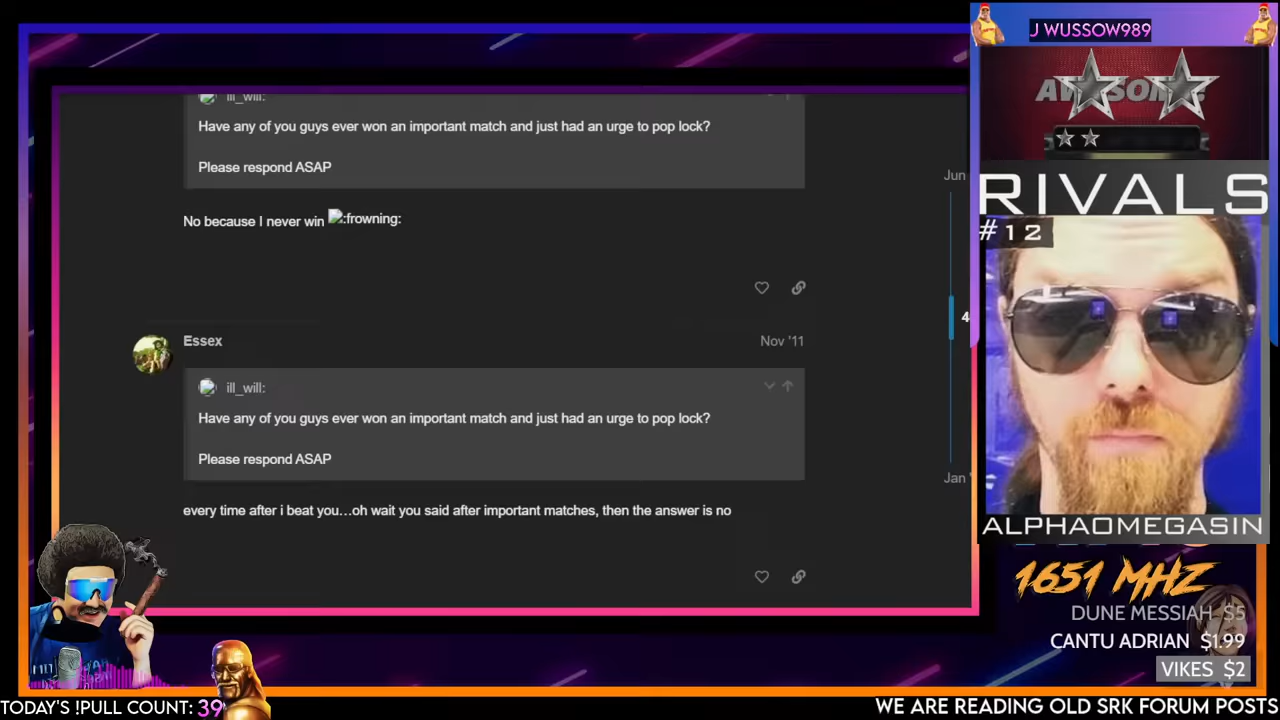 J WUSSOW989
AWESOME!
ill_will:
Have any of you guys ever won an important match and just had an urge to pop lock?
Please respond ASAP
No because I never win :frowning:
Jun
RIVALS
#12
Essex
Nov '11
4
ill_will:
Have any of you guys ever won an important match and just had an urge to pop lock?
Please respond ASAP
Jan '
every time after i beat you…oh wait you said after important matches, then the answer is no
ALPHAOMEGASIN
1651 MHZ
DUNE MESSIAH $5
CANTU ADRIAN $1.99
VIKES $2
TODAY'S !PULL COUNT: 39
WE ARE READING OLD SRK FORUM POSTS